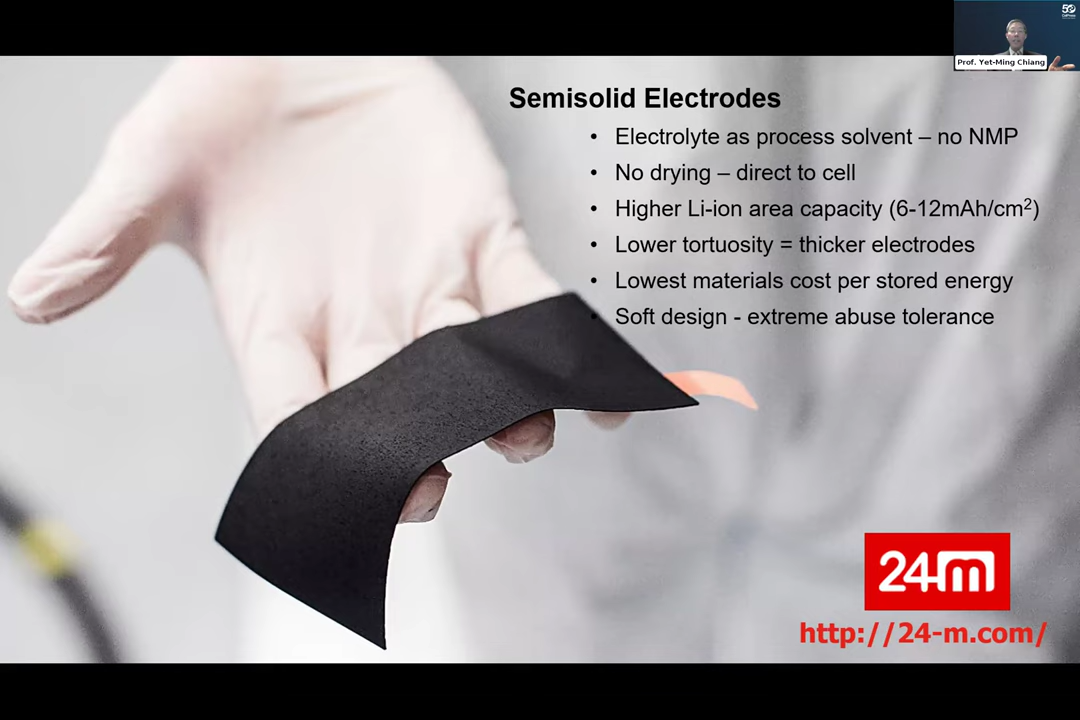 50
CellPress
Prof. Yet-Ming Chiang
Semisolid Electrodes
• Electrolyte as process solvent – no NMP
• No drying – direct to cell
• Higher Li-ion area capacity (6-12mAh/cm²)
• Lower tortuosity = thicker electrodes
• Lowest materials cost per stored energy
• Soft design - extreme abuse tolerance
24m
http://24-m.com/